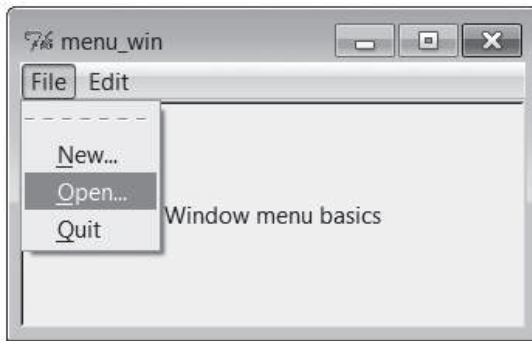 menu_win
File Edit
New...
Open...
Window menu basics
Quit